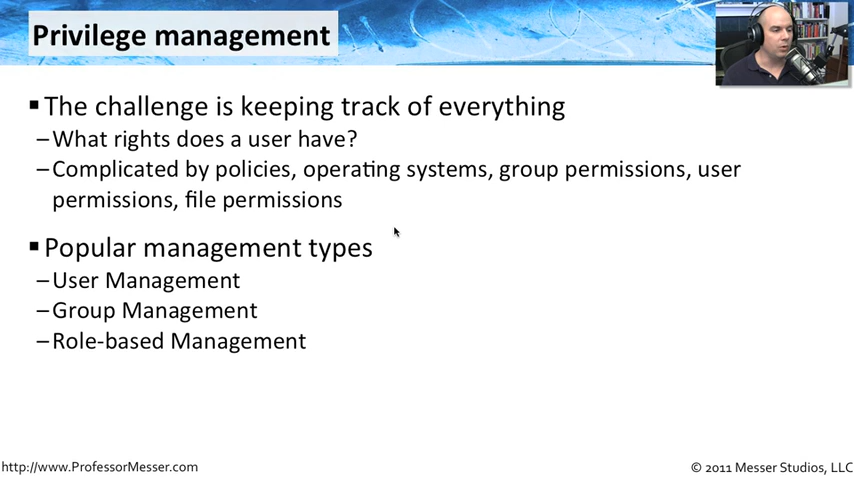 Privilege management
▪ The challenge is keeping track of everything
–What rights does a user have?
–Complicated by policies, operating systems, group permissions, user
permissions, file permissions
▪ Popular management types
–User Management
–Group Management
–Role-based Management
http://www.ProfessorMesser.com
© 2011 Messer Studios, LLC